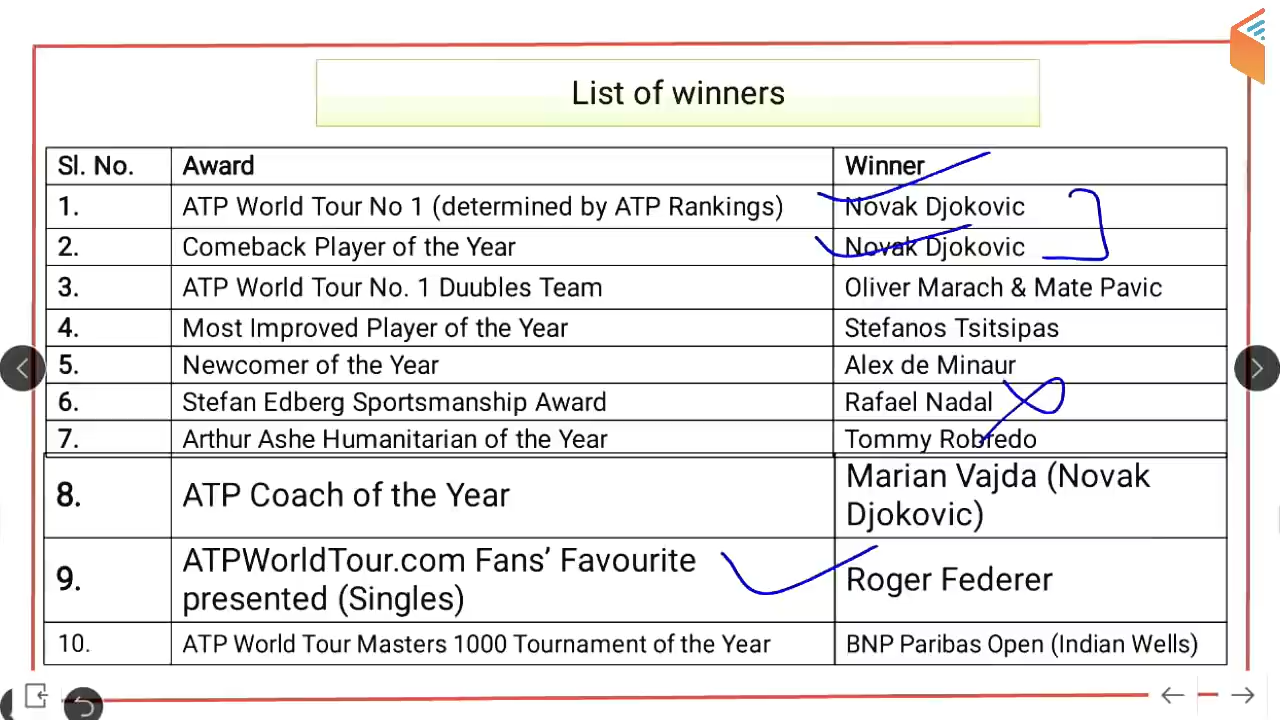 List of winners
Sl. No. Award Winner
1. ATP World Tour No 1 (determined by ATP Rankings) Novak Djokovic
2. Comeback Player of the Year Novak Djokovic
3. ATP World Tour No. 1 Duubles Team Oliver Marach & Mate Pavic
4. Most Improved Player of the Year Stefanos Tsitsipas
5. Newcomer of the Year Alex de Minaur
6. Stefan Edberg Sportsmanship Award Rafael Nadal
7. Arthur Ashe Humanitarian of the Year Tommy Robredo
8. ATP Coach of the Year Marian Vajda (Novak
Djokovic)
9. ATPWorldTour.com Fans’ Favourite
presented (Singles) Roger Federer
10. ATP World Tour Masters 1000 Tournament of the Year BNP Paribas Open (Indian Wells)